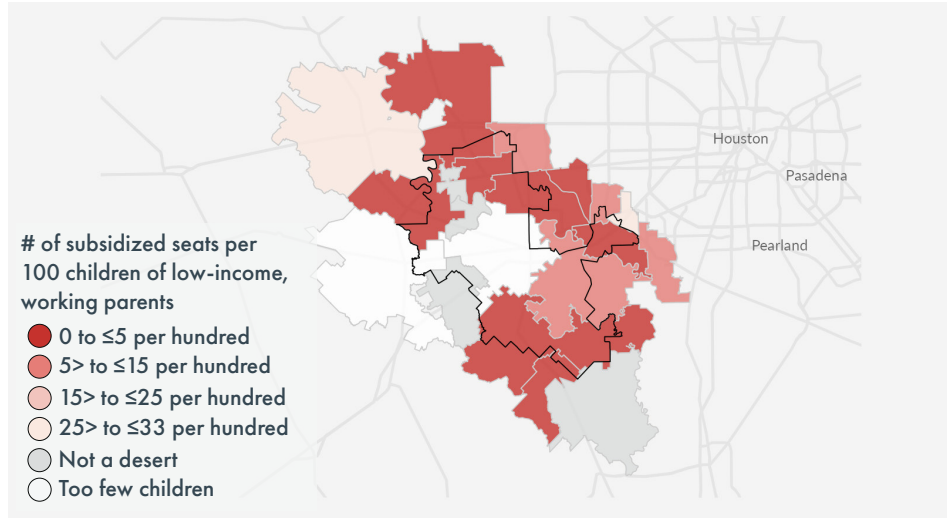 Houston
Pasadena
Pearland
# of subsidized seats per
100 children of low-income,
working parents
0 to ≤5 per hundred
5> to ≤15 per hundred
15> to ≤25 per hundred
25> to ≤33 per hundred
Not a desert
Too few children